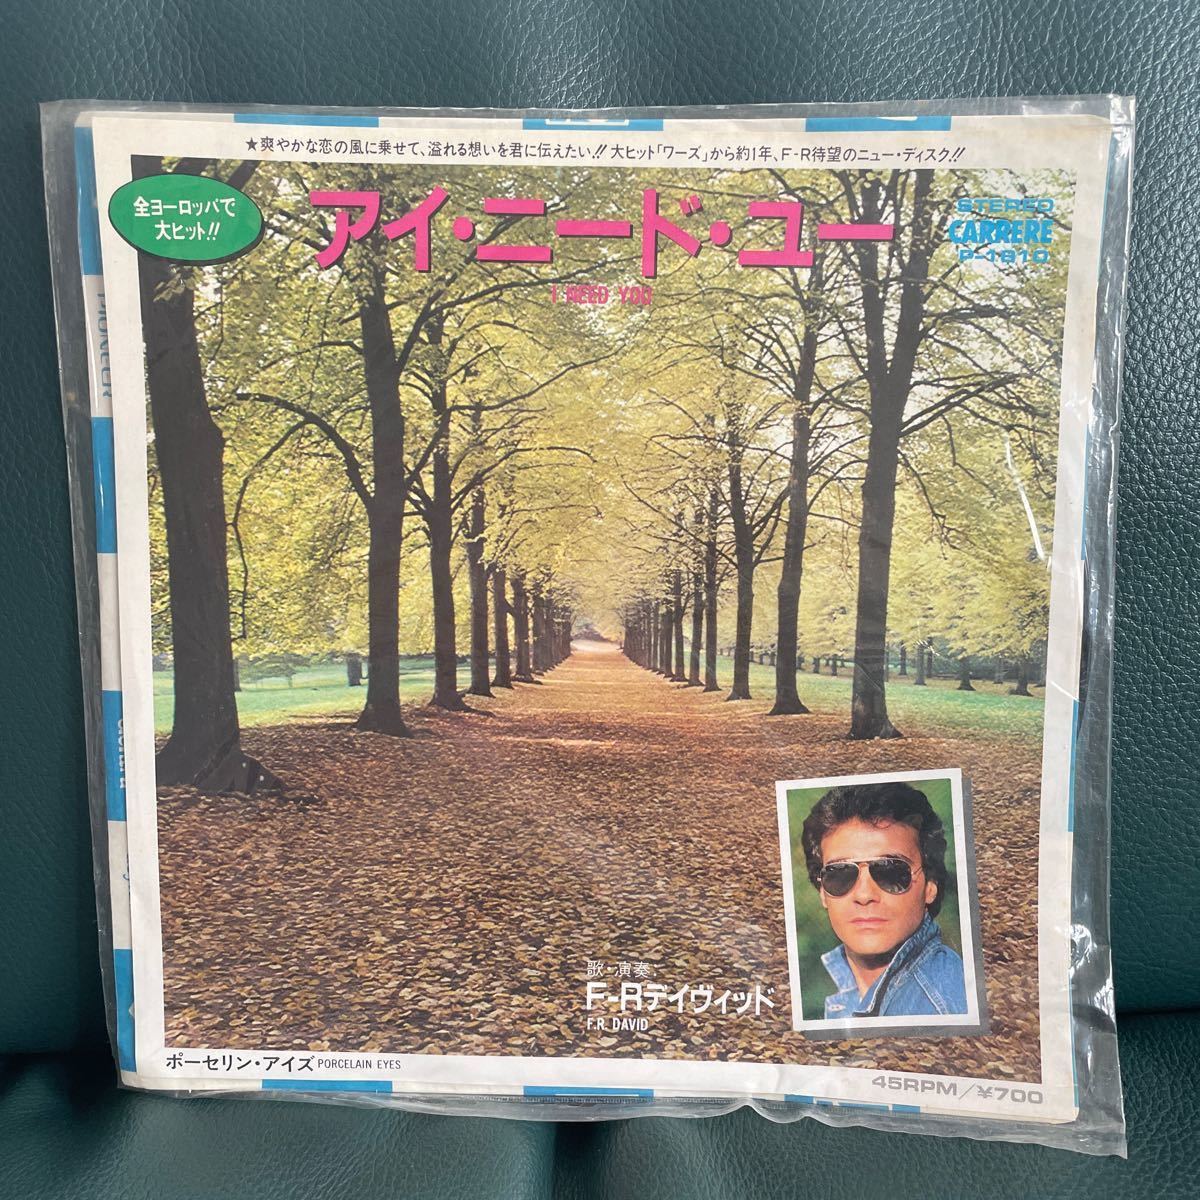 ★爽やかな恋の風に乗せて、溢れる想いを君に伝えたい!! 大ヒット「ワーズ」から約1年、F-R待望のニュー・ディスク!!
全ヨーロッパで
大ヒット!!
アイ・ニード・ユー
I NEED YOU
STEREO
CARRERE
P-1810
歌・演奏
F-Rデイヴィッド
F.R. DAVID
ポーセリン・アイズ PORCELAIN EYES
45RPM/¥700